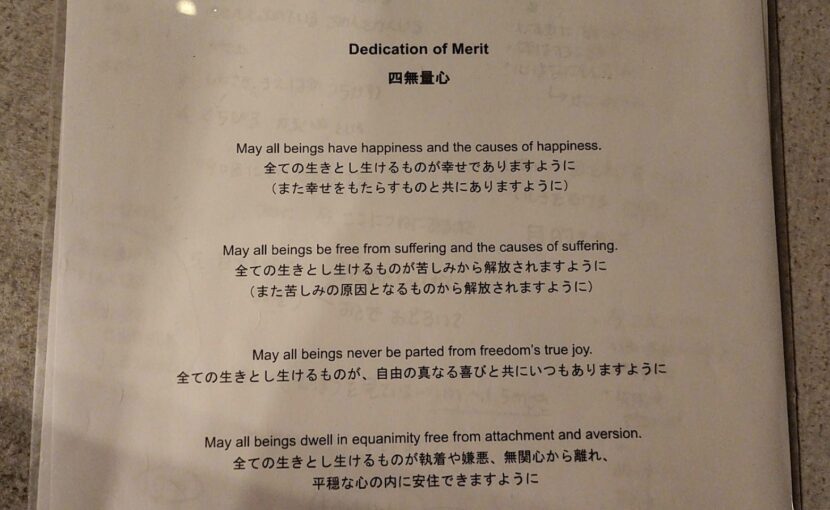 Dedication of Merit
四無量心
May all beings have happiness and the causes of happiness.
全ての生きとし生けるものが幸せでありますように
（また幸せをもたらすものと共にありますように）
May all beings be free from suffering and the causes of suffering.
全ての生きとし生けるものが苦しみから解放されますように
（また苦しみの原因となるものから解放されますように）
May all beings never be parted from freedom's true joy.
全ての生きとし生けるものが、自由の真なる喜びと共にいつもありますように
May all beings dwell in equanimity free from attachment and aversion.
全ての生きとし生けるものが執着や嫌悪、無関心から離れ、
平穏な心の内に安住できますように